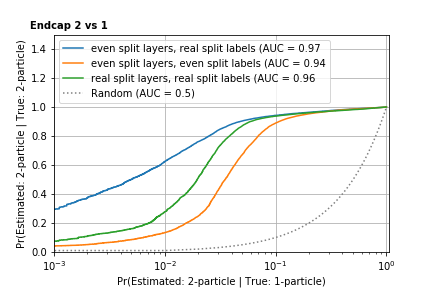 Endcap 2 vs 1
Pr(Estimated: 2-particle | True: 2-particle)
1.4
1.2
1.0
0.8
0.6
0.4
0.2
0.0
even split layers, real split labels (AUC = 0.97
even split layers, even split labels (AUC = 0.94
real split layers, real split labels (AUC = 0.96
Random (AUC = 0.5)
10⁻³ 10⁻² 10⁻¹ 10⁰
Pr(Estimated: 2-particle | True: 1-particle)